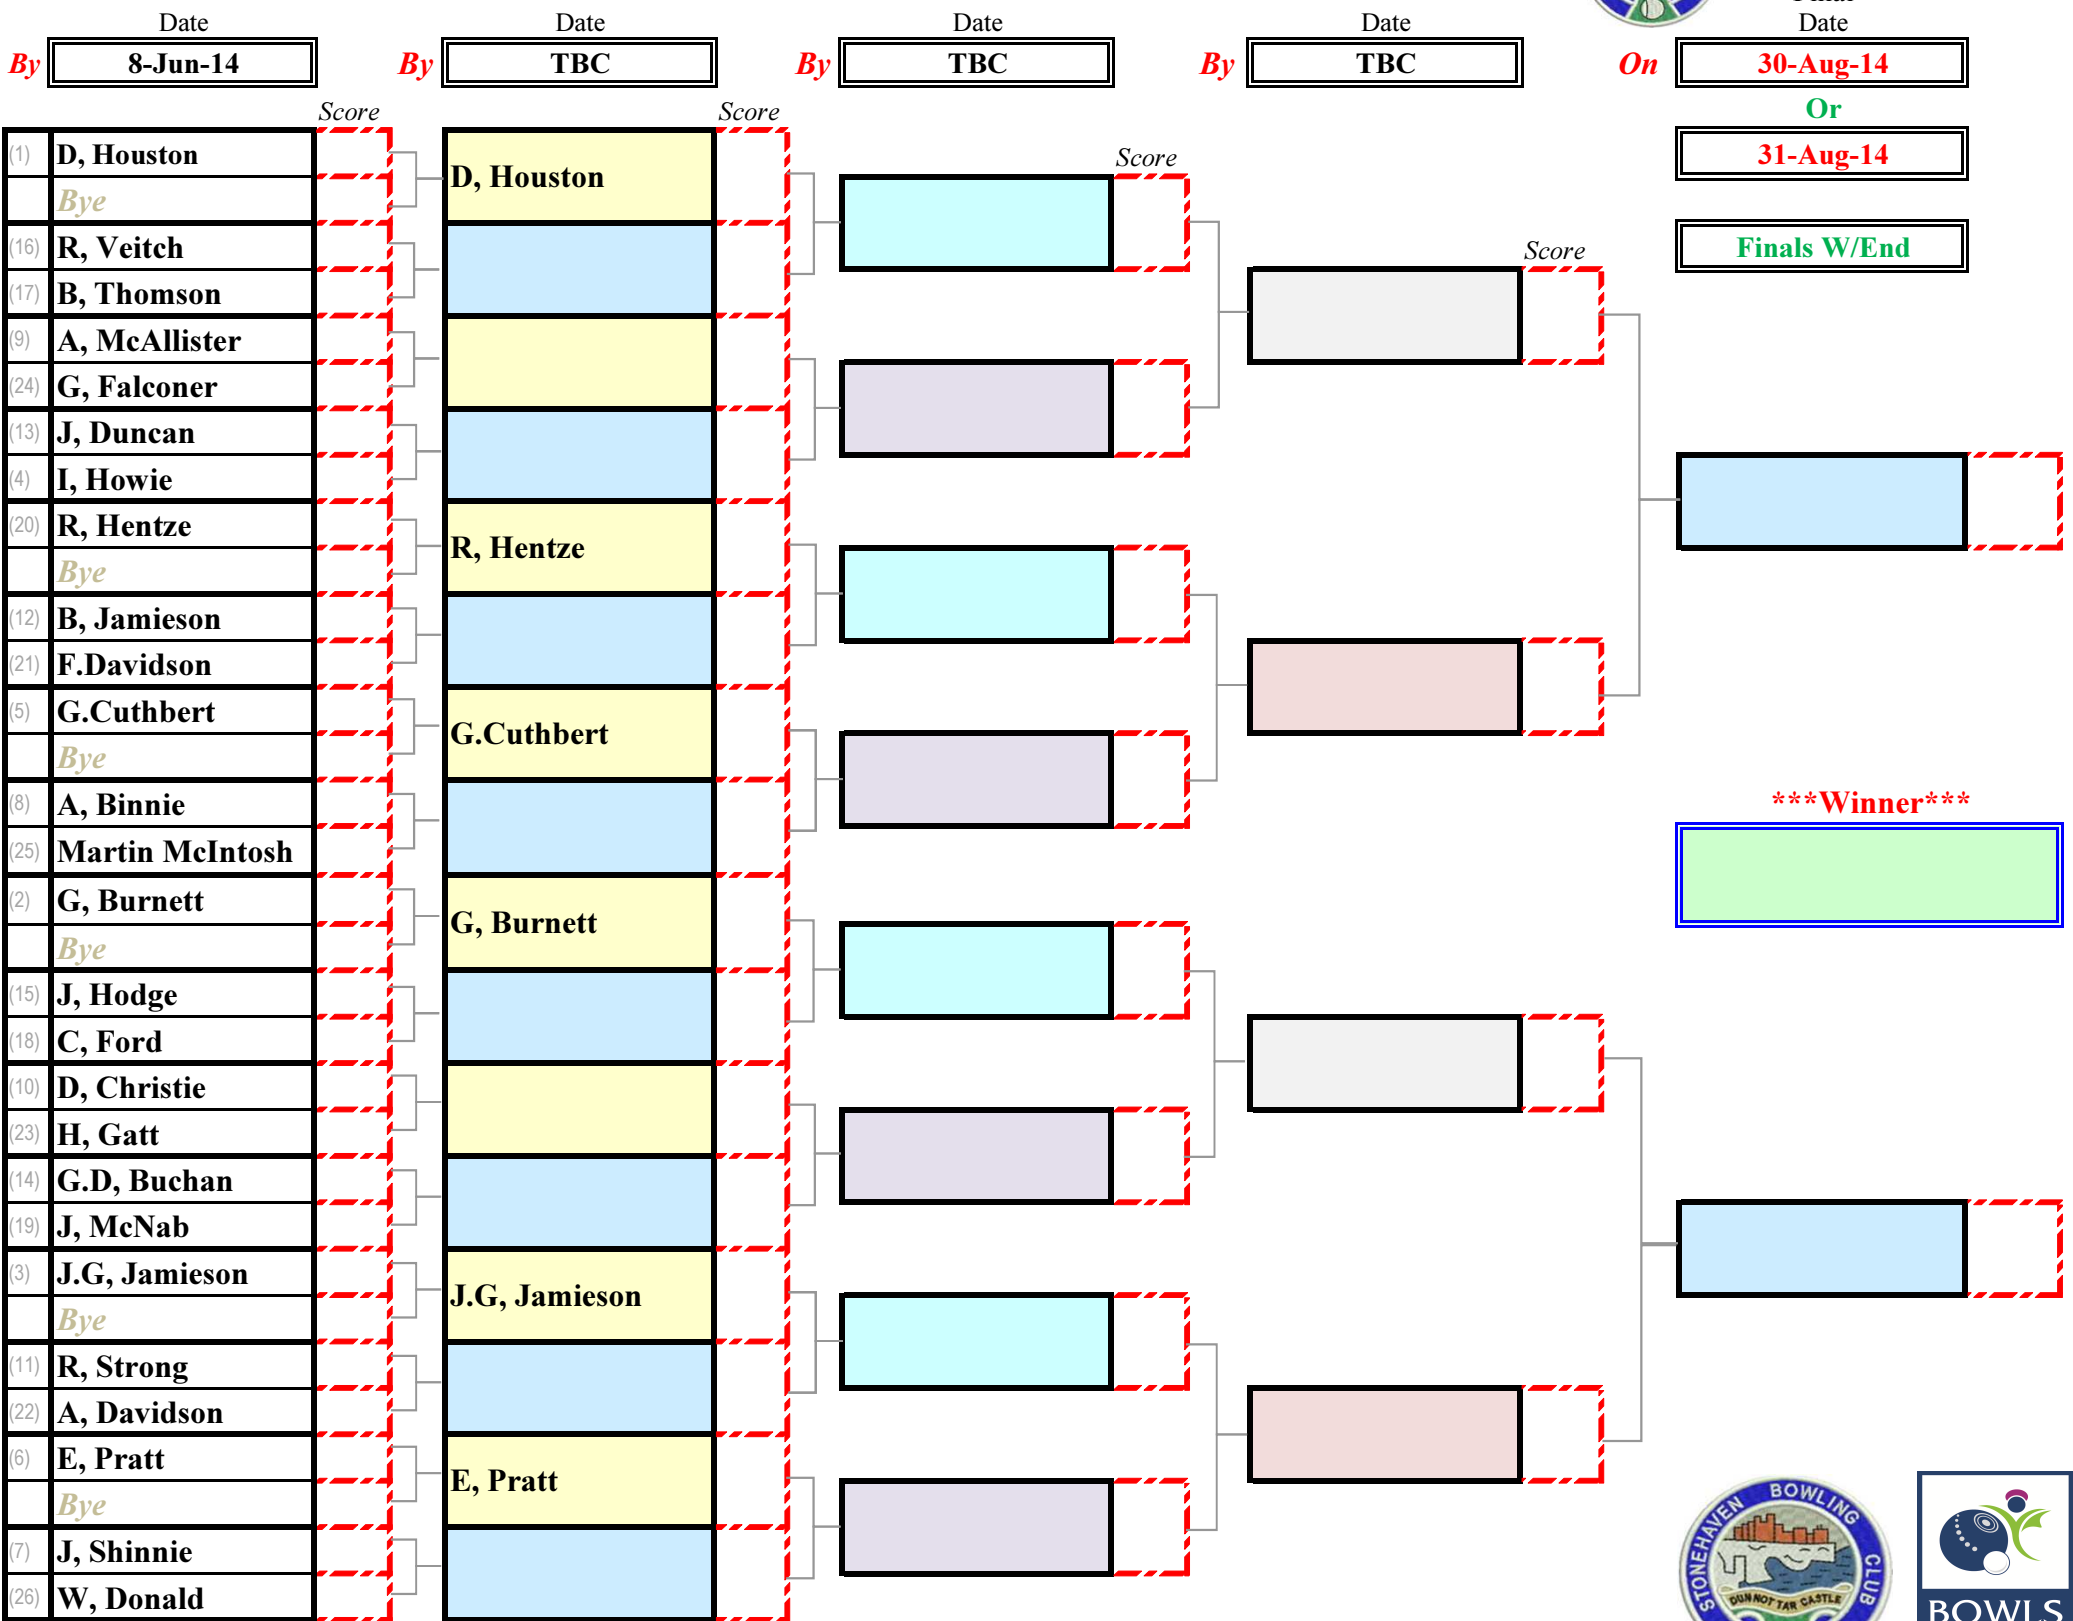 Date Date Date Date Date
By 8-Jun-14 By TBC By TBC By TBC On 30-Aug-14
Or
Score Score
31-Aug-14
Score
Finals W/End
Score
(1) D, Houston
D, Houston
Bye
(16) R, Veitch
(17) B, Thomson
(9) A, McAllister
(24) G, Falconer
(13) J, Duncan
(4) I, Howie
(20) R, Hentze
R, Hentze
Bye
(12) B, Jamieson
(21) F.Davidson
(5) G.Cuthbert
G.Cuthbert
Bye
(8) A, Binnie
***Winner***
(25) Martin McIntosh
(2) G, Burnett
G, Burnett
Bye
(15) J, Hodge
(18) C, Ford
(10) D, Christie
(23) H, Gatt
(14) G.D, Buchan
(19) J, McNab
(3) J.G, Jamieson
J.G, Jamieson
Bye
(11) R, Strong
(22) A, Davidson
(6) E, Pratt
E, Pratt
Bye
(7) J, Shinnie
(26) W, Donald
STONEHAVEN BOWLING CLUB
DUNNOTTAR CASTLE
BOWLS